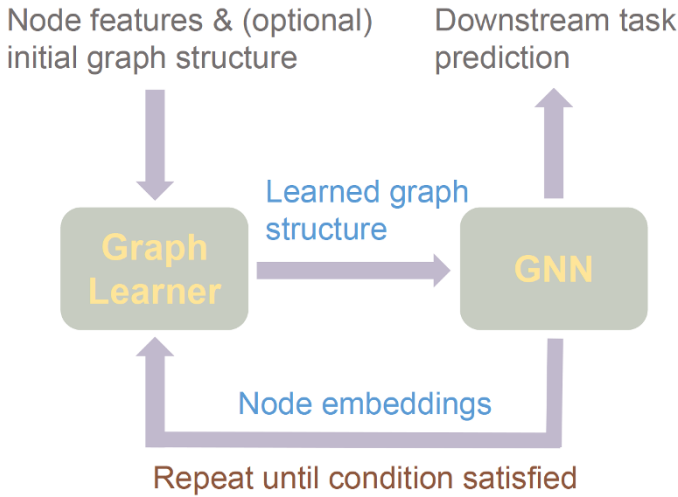 Node features & (optional)
initial graph structure
Downstream task
prediction
Learned graph
structure
Graph
Learner
GNN
Node embeddings
Repeat until condition satisfied